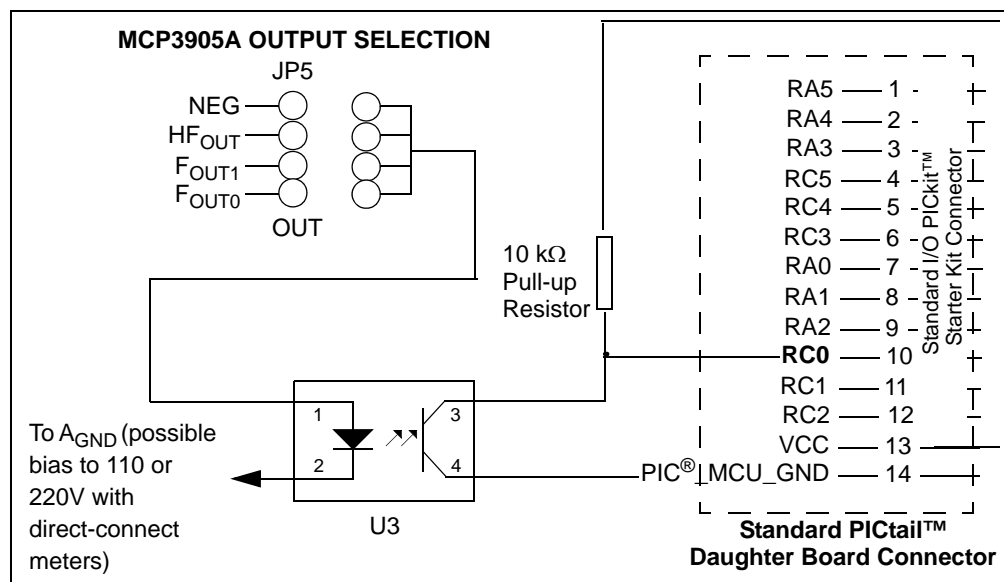 MCP3905A OUTPUT SELECTION
JP5
NEG
HFOUT
FOUT1
FOUT0
OUT
10 kΩ
Pull-up
Resistor
RA5 1
RA4 2
RA3 3
RC5 4
RC4 5
RC3 6
RA0 7
RA1 8
RA2 9
RC0 10
RC1 11
RC2 12
VCC 13
PIC®_MCU_GND 14
Standard I/O PICkit™
Starter Kit Connector
1
2
3
4
U3
To AGND (possible
bias to 110 or
220V with
direct-connect
meters)
Standard PICtail™
Daughter Board Connector